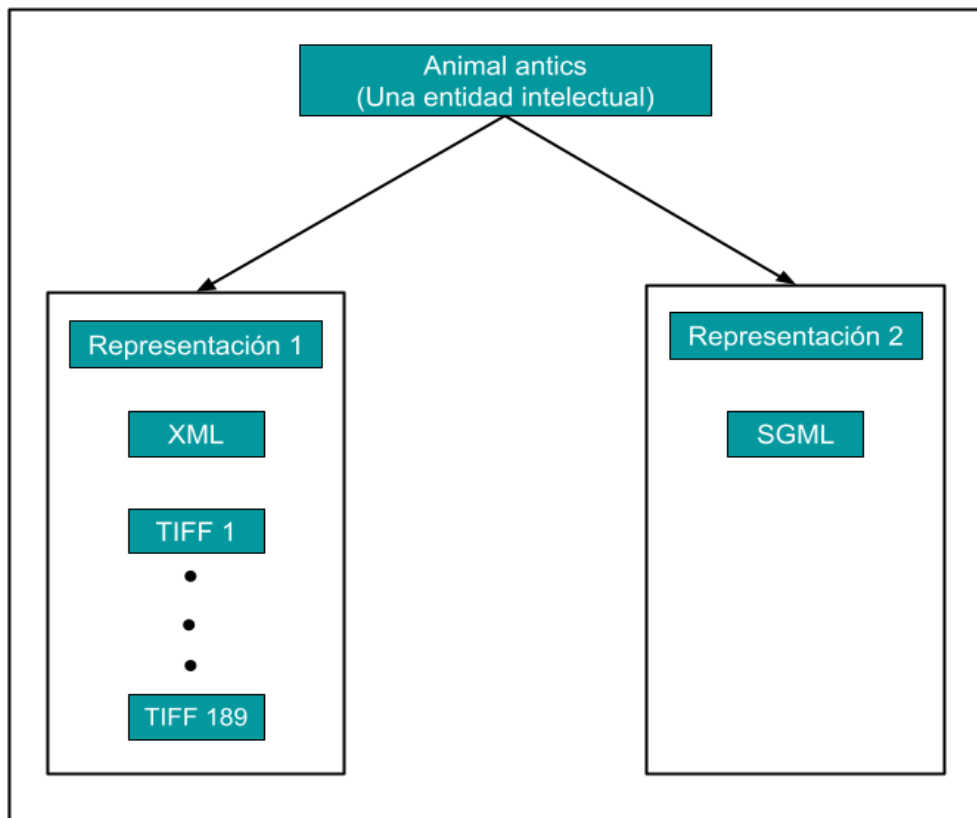 Animal antics
(Una entidad intelectual)
Representación 1
XML
TIFF 1
TIFF 189
Representación 2
SGML